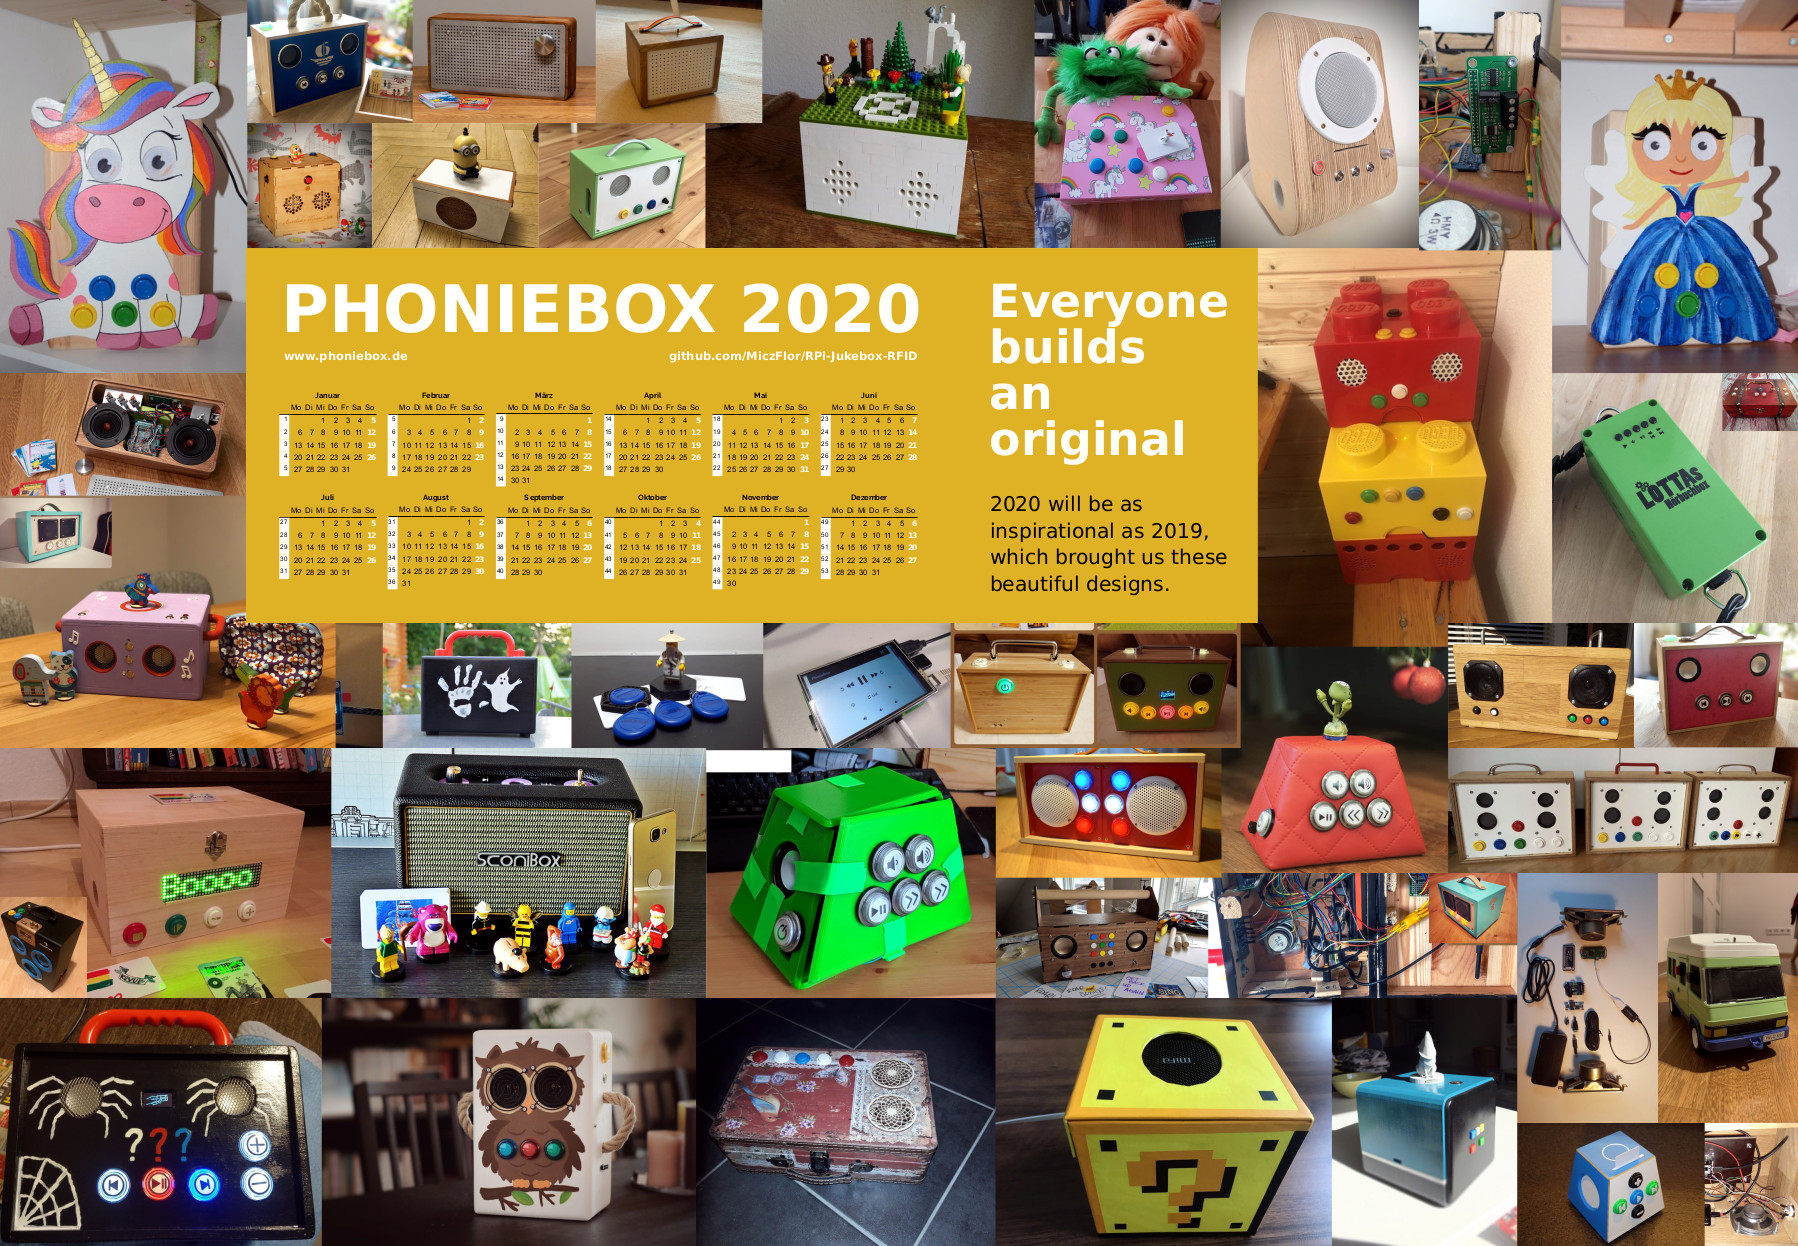 PHONIEBOX 2020
www.phoniebox.de
github.com/MiczFlor/RPi-Jukebox-RFID
Januar
Mo Di Mi Do Fr Sa So
1 1 2 3 4 5
2 6 7 8 9 10 11 12
3 13 14 15 16 17 18 19
4 20 21 22 23 24 25 26
5 27 28 29 30 31
Februar
Mo Di Mi Do Fr Sa So
5 1 2
6 3 4 5 6 7 8 9
7 10 11 12 13 14 15 16
8 17 18 19 20 21 22 23
9 24 25 26 27 28 29
März
Mo Di Mi Do Fr Sa So
9 1
10 2 3 4 5 6 7 8
11 9 10 11 12 13 14 15
12 16 17 18 19 20 21 22
13 23 24 25 26 27 28 29
14 30 31
April
Mo Di Mi Do Fr Sa So
14 1 2 3 4 5
15 6 7 8 9 10 11 12
16 13 14 15 16 17 18 19
17 20 21 22 23 24 25 26
18 27 28 29 30
Mai
Mo Di Mi Do Fr Sa So
18 1 2 3
19 4 5 6 7 8 9 10
20 11 12 13 14 15 16 17
21 18 19 20 21 22 23 24
22 25 26 27 28 29 30 31
Juni
Mo Di Mi Do Fr Sa So
23 1 2 3 4 5 6 7
24 8 9 10 11 12 13 14
25 15 16 17 18 19 20 21
26 22 23 24 25 26 27 28
27 29 30
Juli
Mo Di Mi Do Fr Sa So
27 1 2 3 4 5
28 6 7 8 9 10 11 12
29 13 14 15 16 17 18 19
30 20 21 22 23 24 25 26
31 27 28 29 30 31
August
Mo Di Mi Do Fr Sa So
31 1 2
32 3 4 5 6 7 8 9
33 10 11 12 13 14 15 16
34 17 18 19 20 21 22 23
35 24 25 26 27 28 29 30
36 31
September
Mo Di Mi Do Fr Sa So
36 1 2 3 4 5 6
37 7 8 9 10 11 12 13
38 14 15 16 17 18 19 20
39 21 22 23 24 25 26 27
40 28 29 30
Oktober
Mo Di Mi Do Fr Sa So
40 1 2 3 4
41 5 6 7 8 9 10 11
42 12 13 14 15 16 17 18
43 19 20 21 22 23 24 25
44 26 27 28 29 30 31
November
Mo Di Mi Do Fr Sa So
44 1
45 2 3 4 5 6 7 8
46 9 10 11 12 13 14 15
47 16 17 18 19 20 21 22
48 23 24 25 26 27 28 29
49 30
Dezember
Mo Di Mi Do Fr Sa So
49 1 2 3 4 5 6
50 7 8 9 10 11 12 13
51 14 15 16 17 18 19 20
52 21 22 23 24 25 26 27
53 28 29 30 31
Everyone
builds
an
original
2020 will be as
inspirational as 2019,
which brought us these
beautiful designs.
LOTTAs
Hörbuchbox
SCONiBOX
???
?